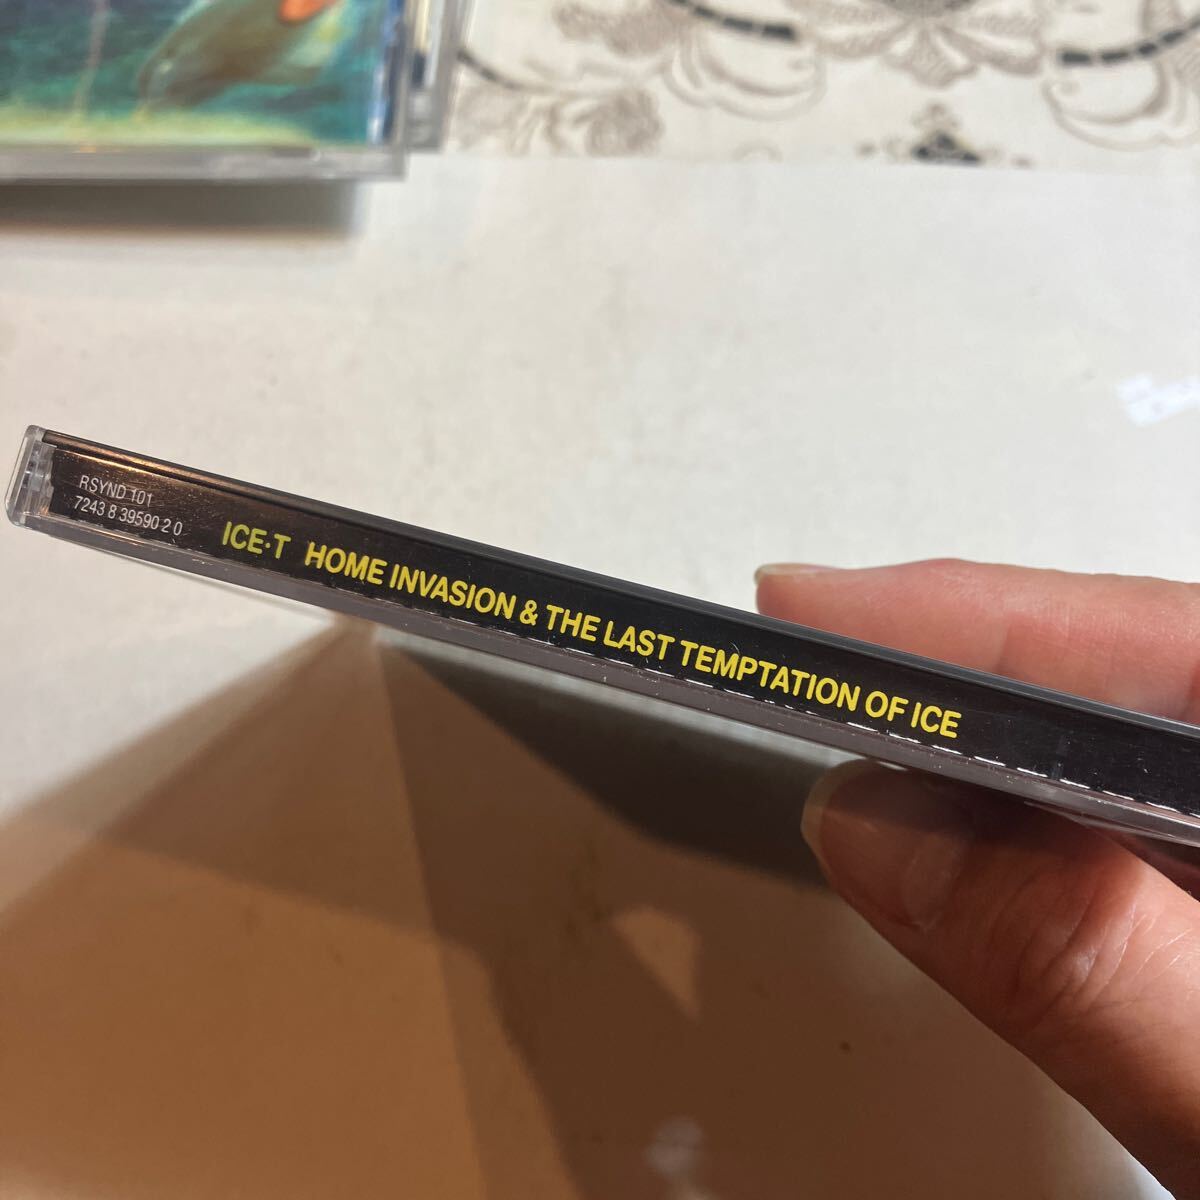 RSYND 101
7243 8 39590 2 0
ICE·T HOME INVASION & THE LAST TEMPTATION OF ICE